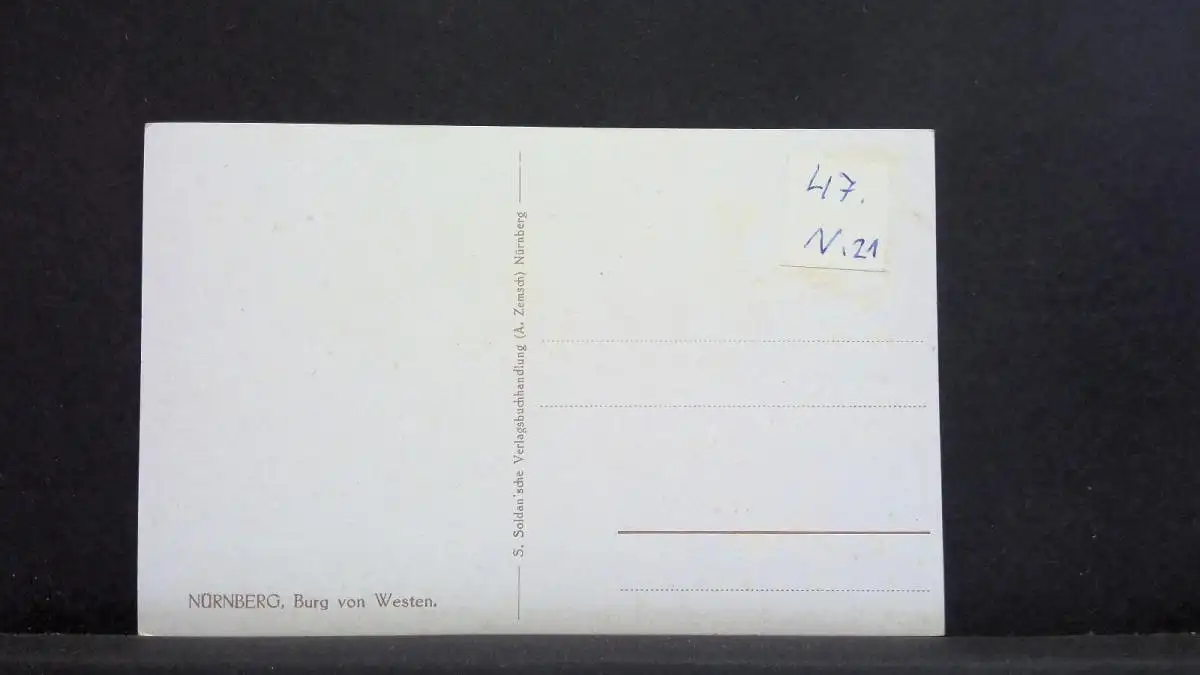 NÜRNBERG, Burg von Westen.
S. Soldan'sche Verlagsbuchhandlung (A. Zemsch) Nürnberg
47.
N.21